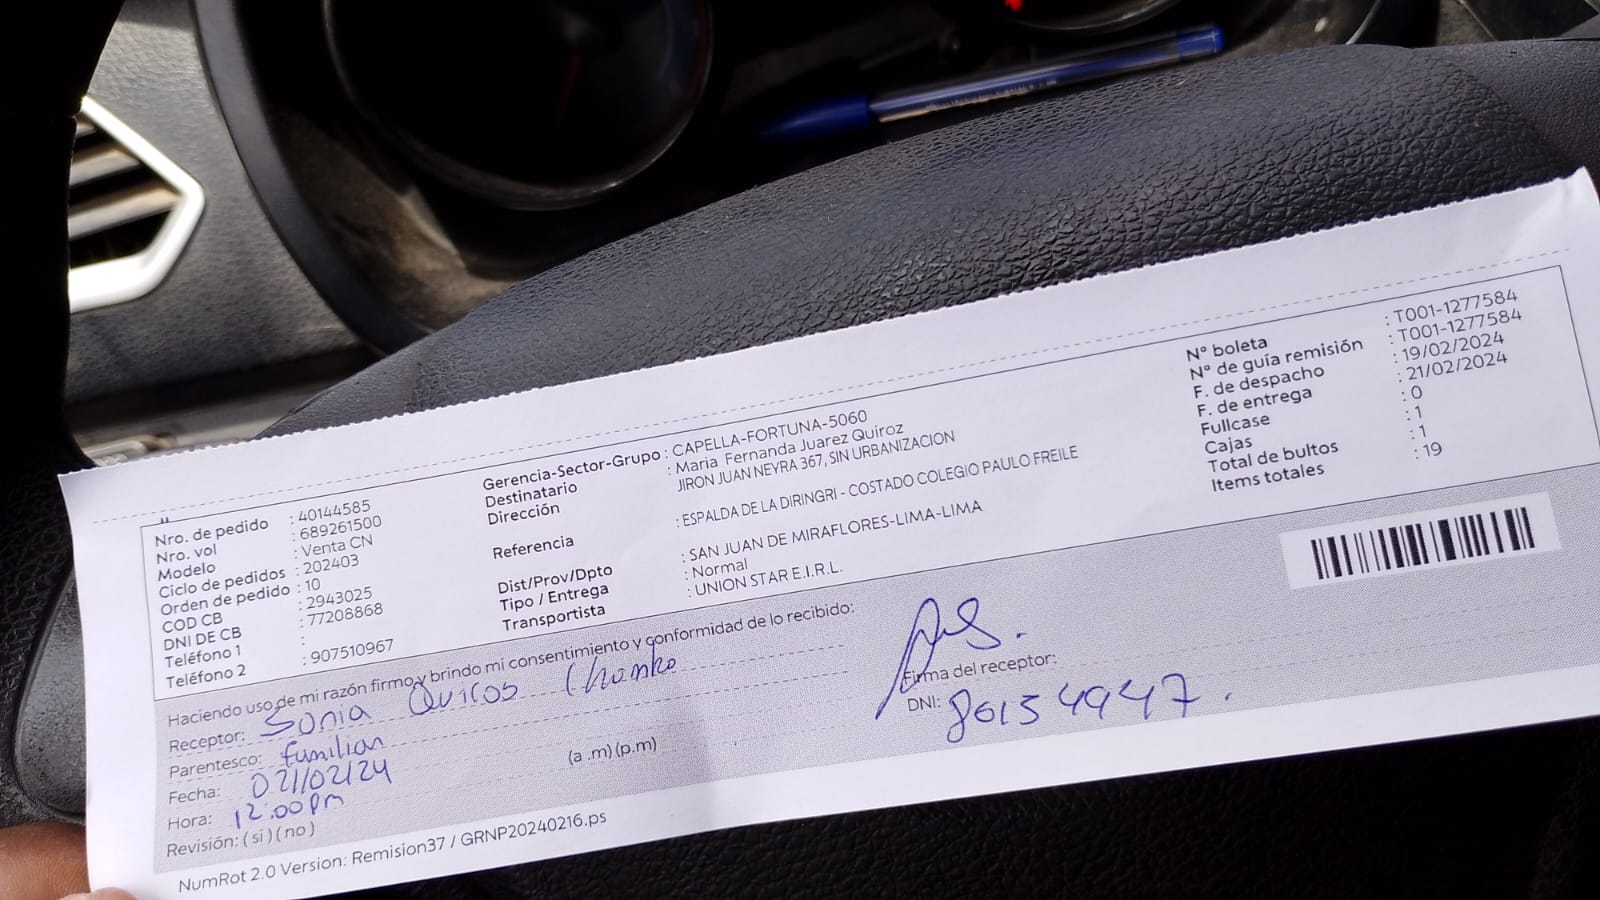 Nro. de pedido : 40144585
Nro. vol : 689261500
Modelo : Venta CN
Ciclo de pedidos : 202403
Orden de pedido : 10
COD CB : 2943025
DNI DE CB : 77208868
Teléfono 1 :
Teléfono 2 : 907510967
Gerencia-Sector-Grupo : CAPELLA-FORTUNA-5060
Destinatario : Maria Fernanda Juarez Quiroz
Dirección JIRON JUAN NEYRA 367, SIN URBANIZACION
Referencia : ESPALDA DE LA DIRINGRI - COSTADO COLEGIO PAULO FREILE
Dist/Prov/Dpto : SAN JUAN DE MIRAFLORES-LIMA-LIMA
Tipo / Entrega : Normal
Transportista : UNION STAR E.I.R.L.
N° boleta : T001-1277584
N° de guía remisión : T001-1277584
F. de despacho : 19/02/2024
F. de entrega : 21/02/2024
Fullcase : 0
Cajas : 1
Total de bultos : 1
Items totales : 19
Haciendo uso de mi razón firmo y brindo mi consentimiento y conformidad de lo recibido:
Receptor: Sonia Quiros
Parentesco: familiar
Fecha: 021/02/24
Hora: 12:00pm (a .m) (p.m)
Revisión: ( si ) ( no )
Firma del receptor:
DNI: 80154947.
NumRot 2.0 Version: Remision37 / GRNP20240216.ps